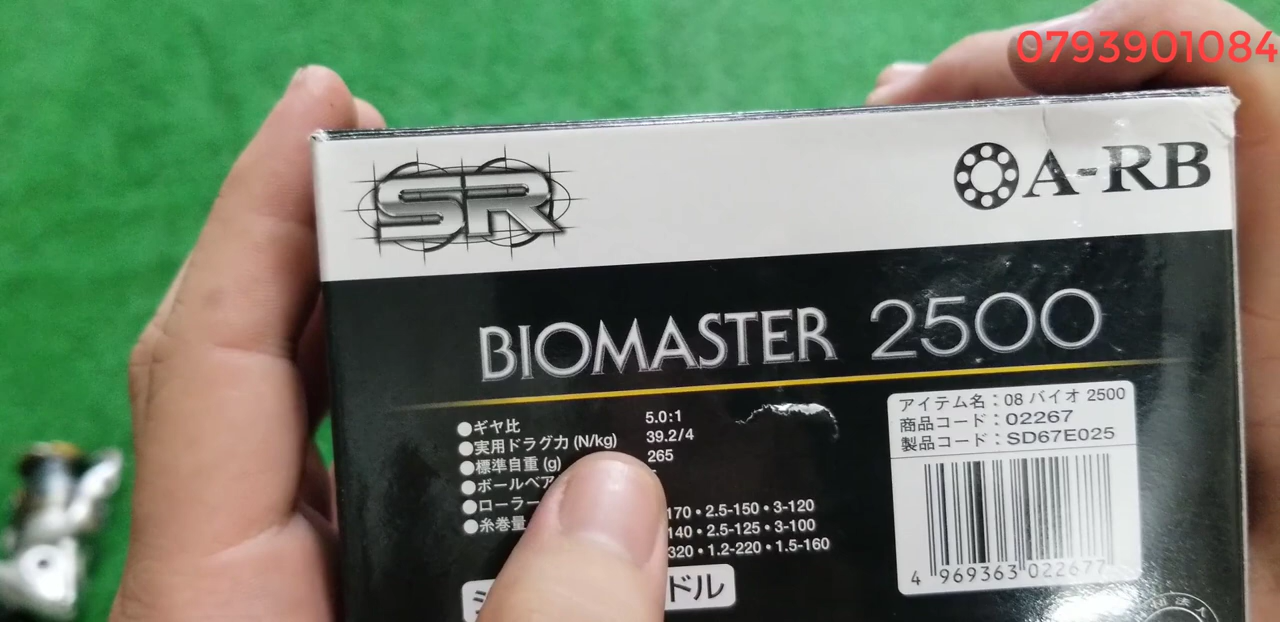 0793901084
SR
A-RB
BIOMASTER 2500
●ギヤ比 5.0:1
●実用ドラグ力 (N/kg) 39.2/4
●標準自重 (g) 265
●ボールベア
●ローラー
●糸巻量 170・2.5-150・3-120
140・2.5-125・3-100
320・1.2-220・1.5-160
ドル
アイテム名：08 バイオ 2500
商品コード：02267
製品コード：SD67E025
4 969363 022677